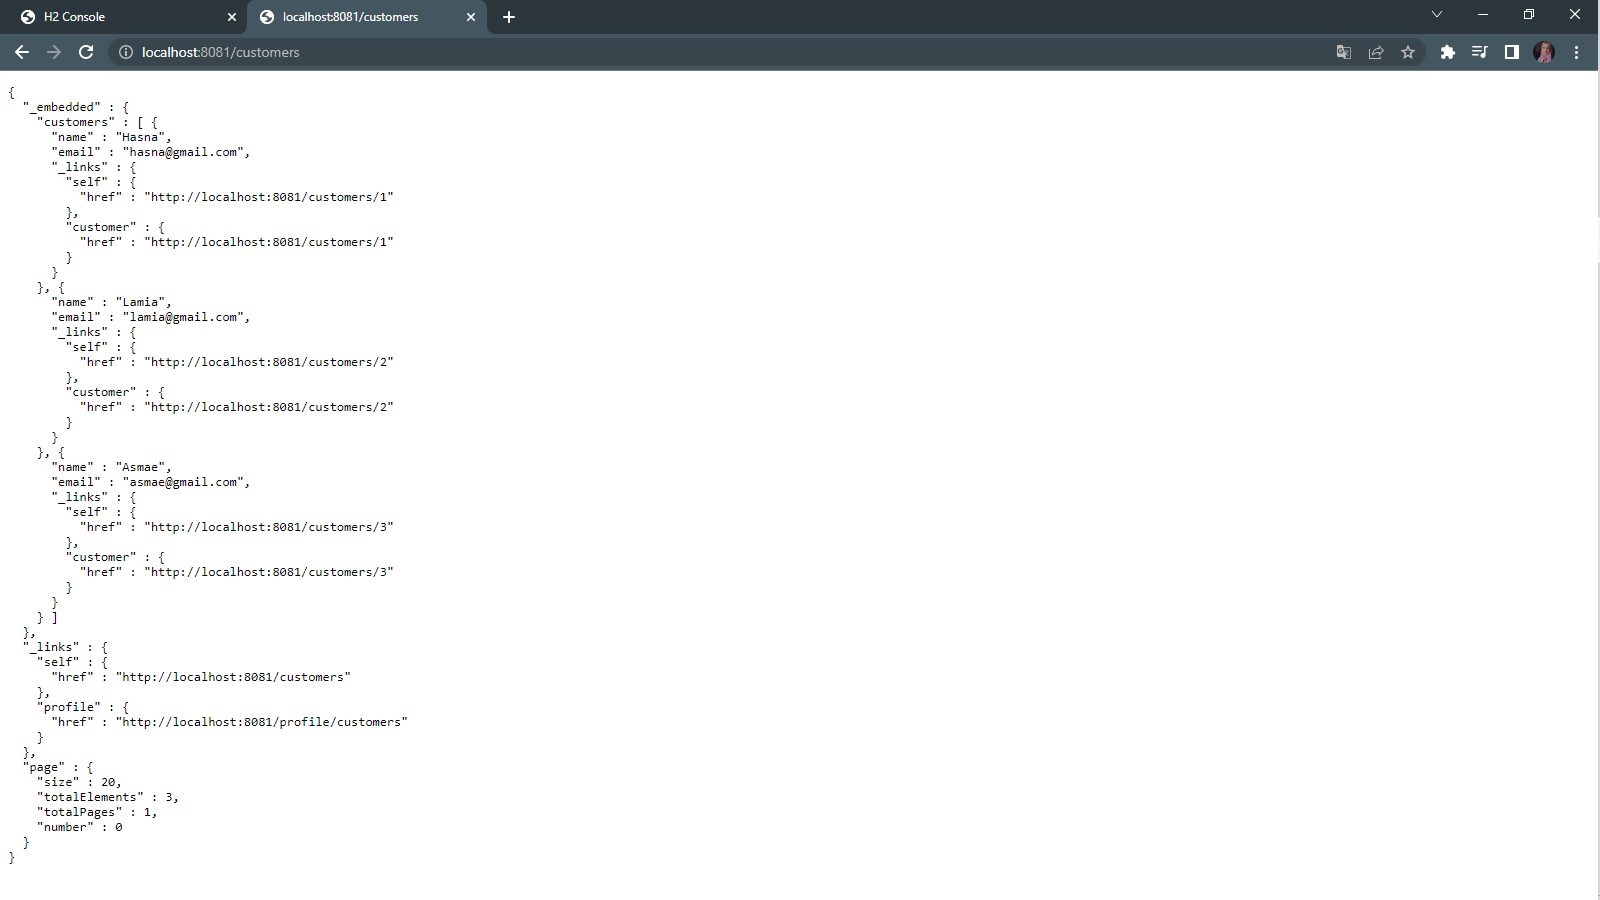 H2 Console
localhost:8081/customers
localhost:8081/customers
{
  "_embedded" : {
    "customers" : [ {
      "name" : "Hasna",
      "email" : "hasna@gmail.com",
      "_links" : {
        "self" : {
          "href" : "http://localhost:8081/customers/1"
        },
        "customer" : {
          "href" : "http://localhost:8081/customers/1"
        }
      }
    }, {
      "name" : "Lamia",
      "email" : "lamia@gmail.com",
      "_links" : {
        "self" : {
          "href" : "http://localhost:8081/customers/2"
        },
        "customer" : {
          "href" : "http://localhost:8081/customers/2"
        }
      }
    }, {
      "name" : "Asmae",
      "email" : "asmae@gmail.com",
      "_links" : {
        "self" : {
          "href" : "http://localhost:8081/customers/3"
        },
        "customer" : {
          "href" : "http://localhost:8081/customers/3"
        }
      }
    } ]
  },
  "_links" : {
    "self" : {
      "href" : "http://localhost:8081/customers"
    },
    "profile" : {
      "href" : "http://localhost:8081/profile/customers"
    }
  },
  "page" : {
    "size" : 20,
    "totalElements" : 3,
    "totalPages" : 1,
    "number" : 0
  }
}